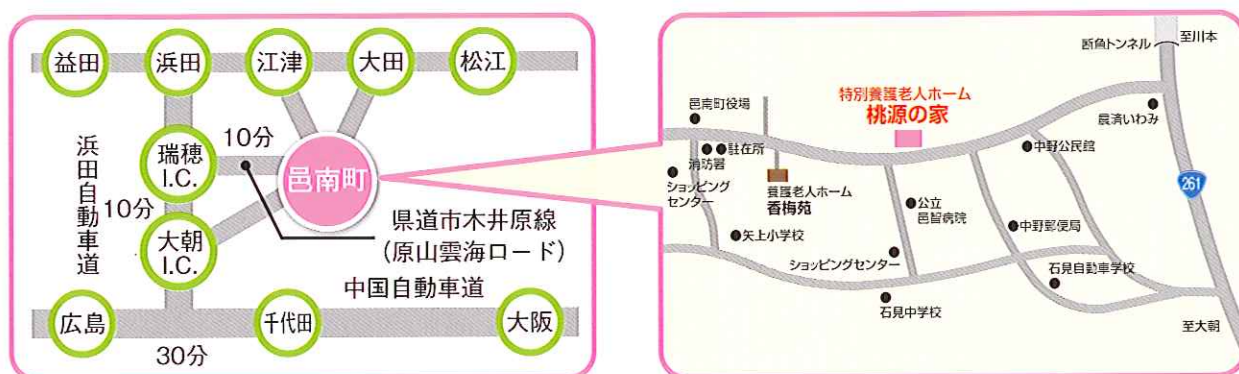 益田
浜田
江津
大田
松江
浜田自動車道
瑞穂
I.C.
10分
邑南町
10分
大朝
I.C.
県道市木井原線
(原山雲海ロード)
中国自動車道
広島
千代田
大阪
30分
至川本
断魚トンネル
特別養護老人ホーム
桃源の家
邑南町役場
農済いわみ
駐在所
消防署
中野公民館
ショッピング
センター
養護老人ホーム
香梅苑
261
公立
邑智病院
中野郵便局
矢上小学校
ショッピングセンター
石見自動車学校
石見中学校
至大朝